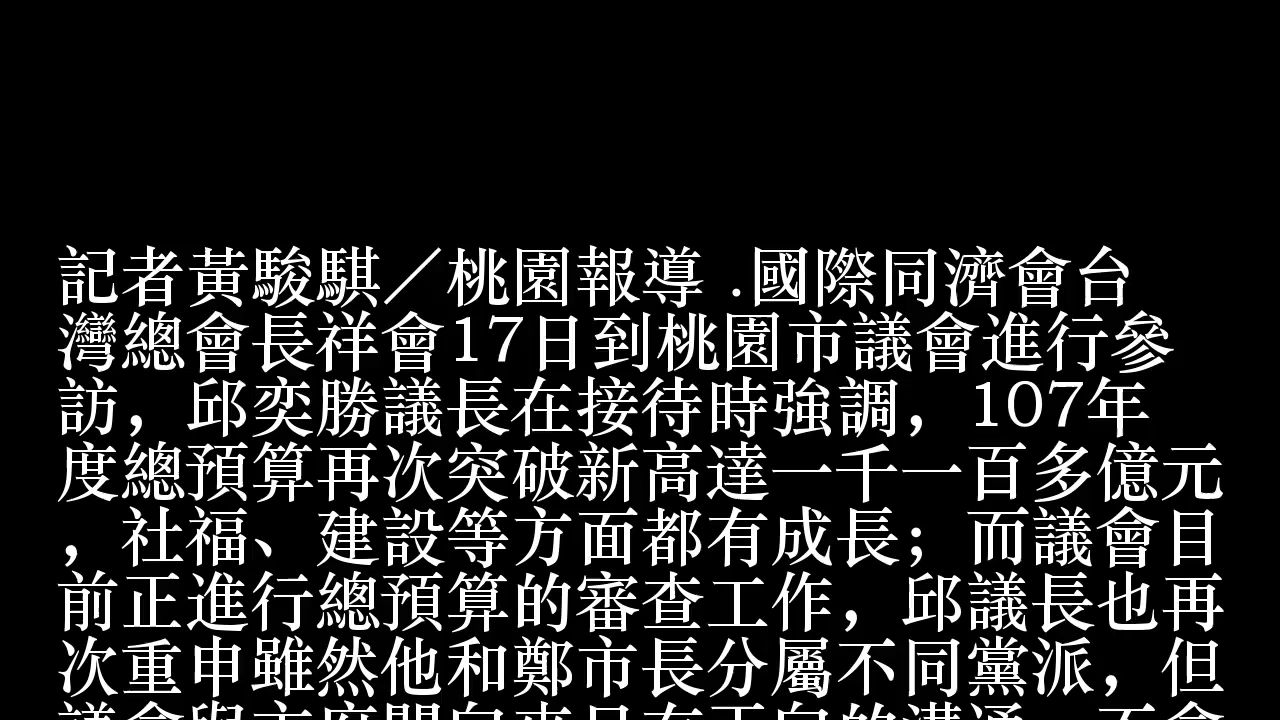 記者黃駿騏／桃園報導 .國際同濟會台
灣總會長祥會17日到桃園市議會進行參
訪，邱奕勝議長在接待時強調，107年
度總預算再次突破新高達一千一百多億元
，社福、建設等方面都有成長；而議會目
前正進行總預算的審查工作，邱議長也再
次重申雖然他和鄭市長分屬不同黨派，但